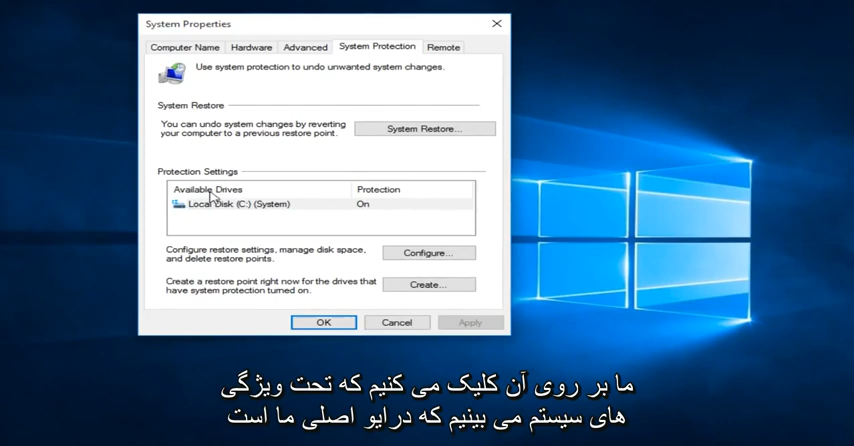 System Properties
Computer Name
Hardware
Advanced
System Protection
Remote
Use system protection to undo unwanted system changes.
System Restore
You can undo system changes by reverting
your computer to a previous restore point.
System Restore...
Protection Settings
Available Drives
Protection
Local Disk (C:) (System)
On
Configure restore settings, manage disk space,
and delete restore points.
Configure...
Create a restore point right now for the drives that
have system protection turned on.
Create...
OK
Cancel
Apply
ما بر روی آن کلیک می کنیم که تحت ویژگی
های سیستم می بینیم که درایو اصلی ما است